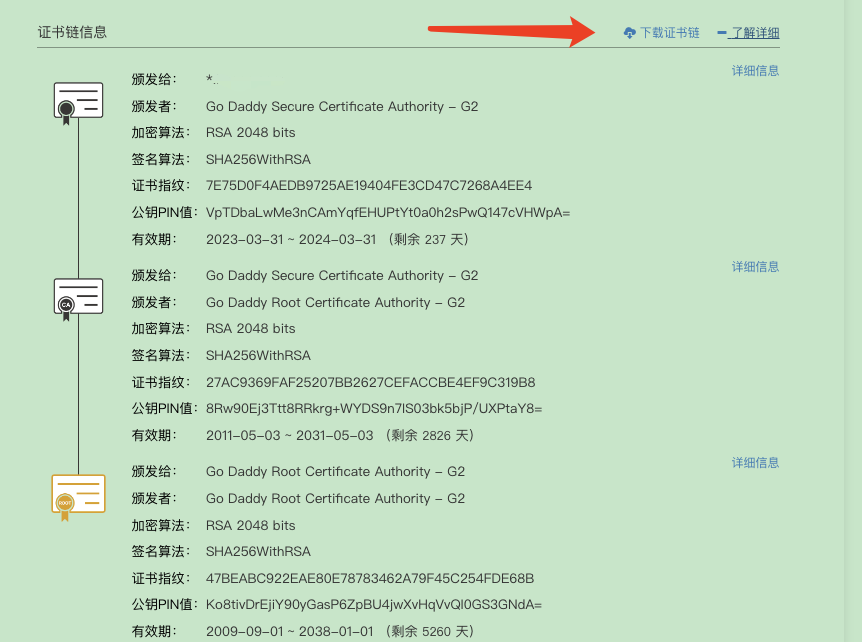 证书链信息
下载证书链 了解详细
详细信息
颁发给： *..
颁发者： Go Daddy Secure Certificate Authority - G2
加密算法： RSA 2048 bits
签名算法： SHA256WithRSA
证书指纹： 7E75D0F4AEDB9725AE19404FE3CD47C7268A4EE4
公钥PIN值： VpTDbaLwMe3nCAmYqfEHUPtYt0a0h2sPwQ147cVHWpA=
有效期： 2023-03-31 ~ 2024-03-31 （剩余 237 天）
详细信息
颁发给： Go Daddy Secure Certificate Authority - G2
颁发者： Go Daddy Root Certificate Authority - G2
加密算法： RSA 2048 bits
签名算法： SHA256WithRSA
证书指纹： 27AC9369FAF25207BB2627CEFACCBE4EF9C319B8
公钥PIN值： 8Rw90Ej3Ttt8RRkrg+WYDS9n7IS03bk5bjP/UXPtaY8=
有效期： 2011-05-03 ~ 2031-05-03 （剩余 2826 天）
CA
详细信息
颁发给： Go Daddy Root Certificate Authority - G2
颁发者： Go Daddy Root Certificate Authority - G2
加密算法： RSA 2048 bits
签名算法： SHA256WithRSA
证书指纹： 47BEABC922EAE80E78783462A79F45C254FDE68B
公钥PIN值： Ko8tivDrEjiY90yGasP6ZpBU4jwXvHqVvQI0GS3GNdA=
有效期： 2009-09-01 ~ 2038-01-01 （剩余 5260 天）
ROOT